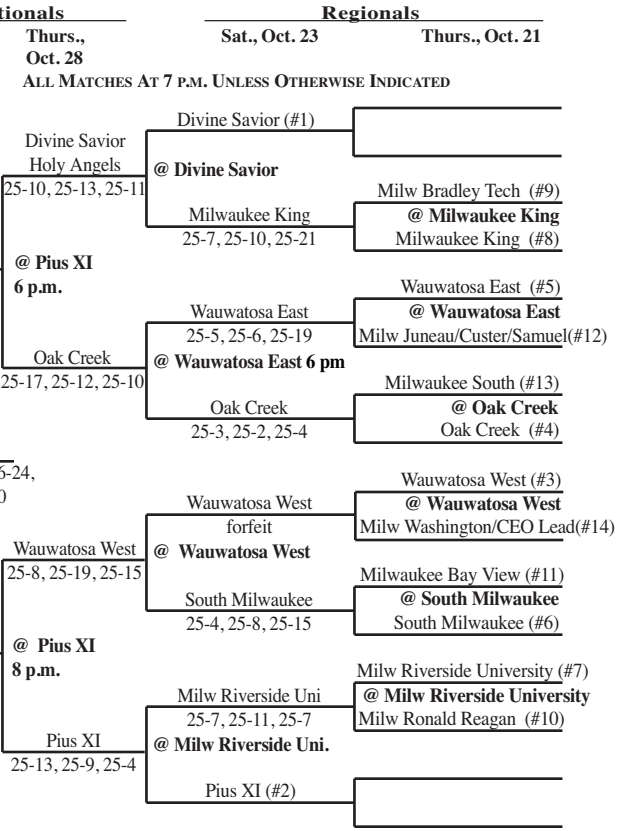 tionals
Regionals
Thurs.,
Oct. 28
Sat., Oct. 23
Thurs., Oct. 21
ALL MATCHES AT 7 P.M. UNLESS OTHERWISE INDICATED
Divine Savior (#1)
Divine Savior
Holy Angels
25-10, 25-13, 25-11
@ Divine Savior
Milw Bradley Tech (#9)
Milwaukee King
@ Milwaukee King
25-7, 25-10, 25-21
Milwaukee King (#8)
@ Pius XI
6 p.m.
Wauwatosa East (#5)
Wauwatosa East
@ Wauwatosa East
25-5, 25-6, 25-19
Milw Juneau/Custer/Samuel(#12)
Oak Creek
@ Wauwatosa East 6 pm
25-17, 25-12, 25-10
Milwaukee South (#13)
Oak Creek
@ Oak Creek
25-3, 25-2, 25-4
Oak Creek (#4)
6-24,
0
Wauwatosa West (#3)
Wauwatosa West
@ Wauwatosa West
forfeit
Milw Washington/CEO Lead(#14)
Wauwatosa West
@ Wauwatosa West
25-8, 25-19, 25-15
Milwaukee Bay View (#11)
South Milwaukee
@ South Milwaukee
25-4, 25-8, 25-15
South Milwaukee (#6)
@ Pius XI
8 p.m.
Milw Riverside University (#7)
Milw Riverside Uni
@ Milw Riverside University
25-7, 25-11, 25-7
Milw Ronald Reagan (#10)
Pius XI
@ Milw Riverside Uni.
25-13, 25-9, 25-4
Pius XI (#2)